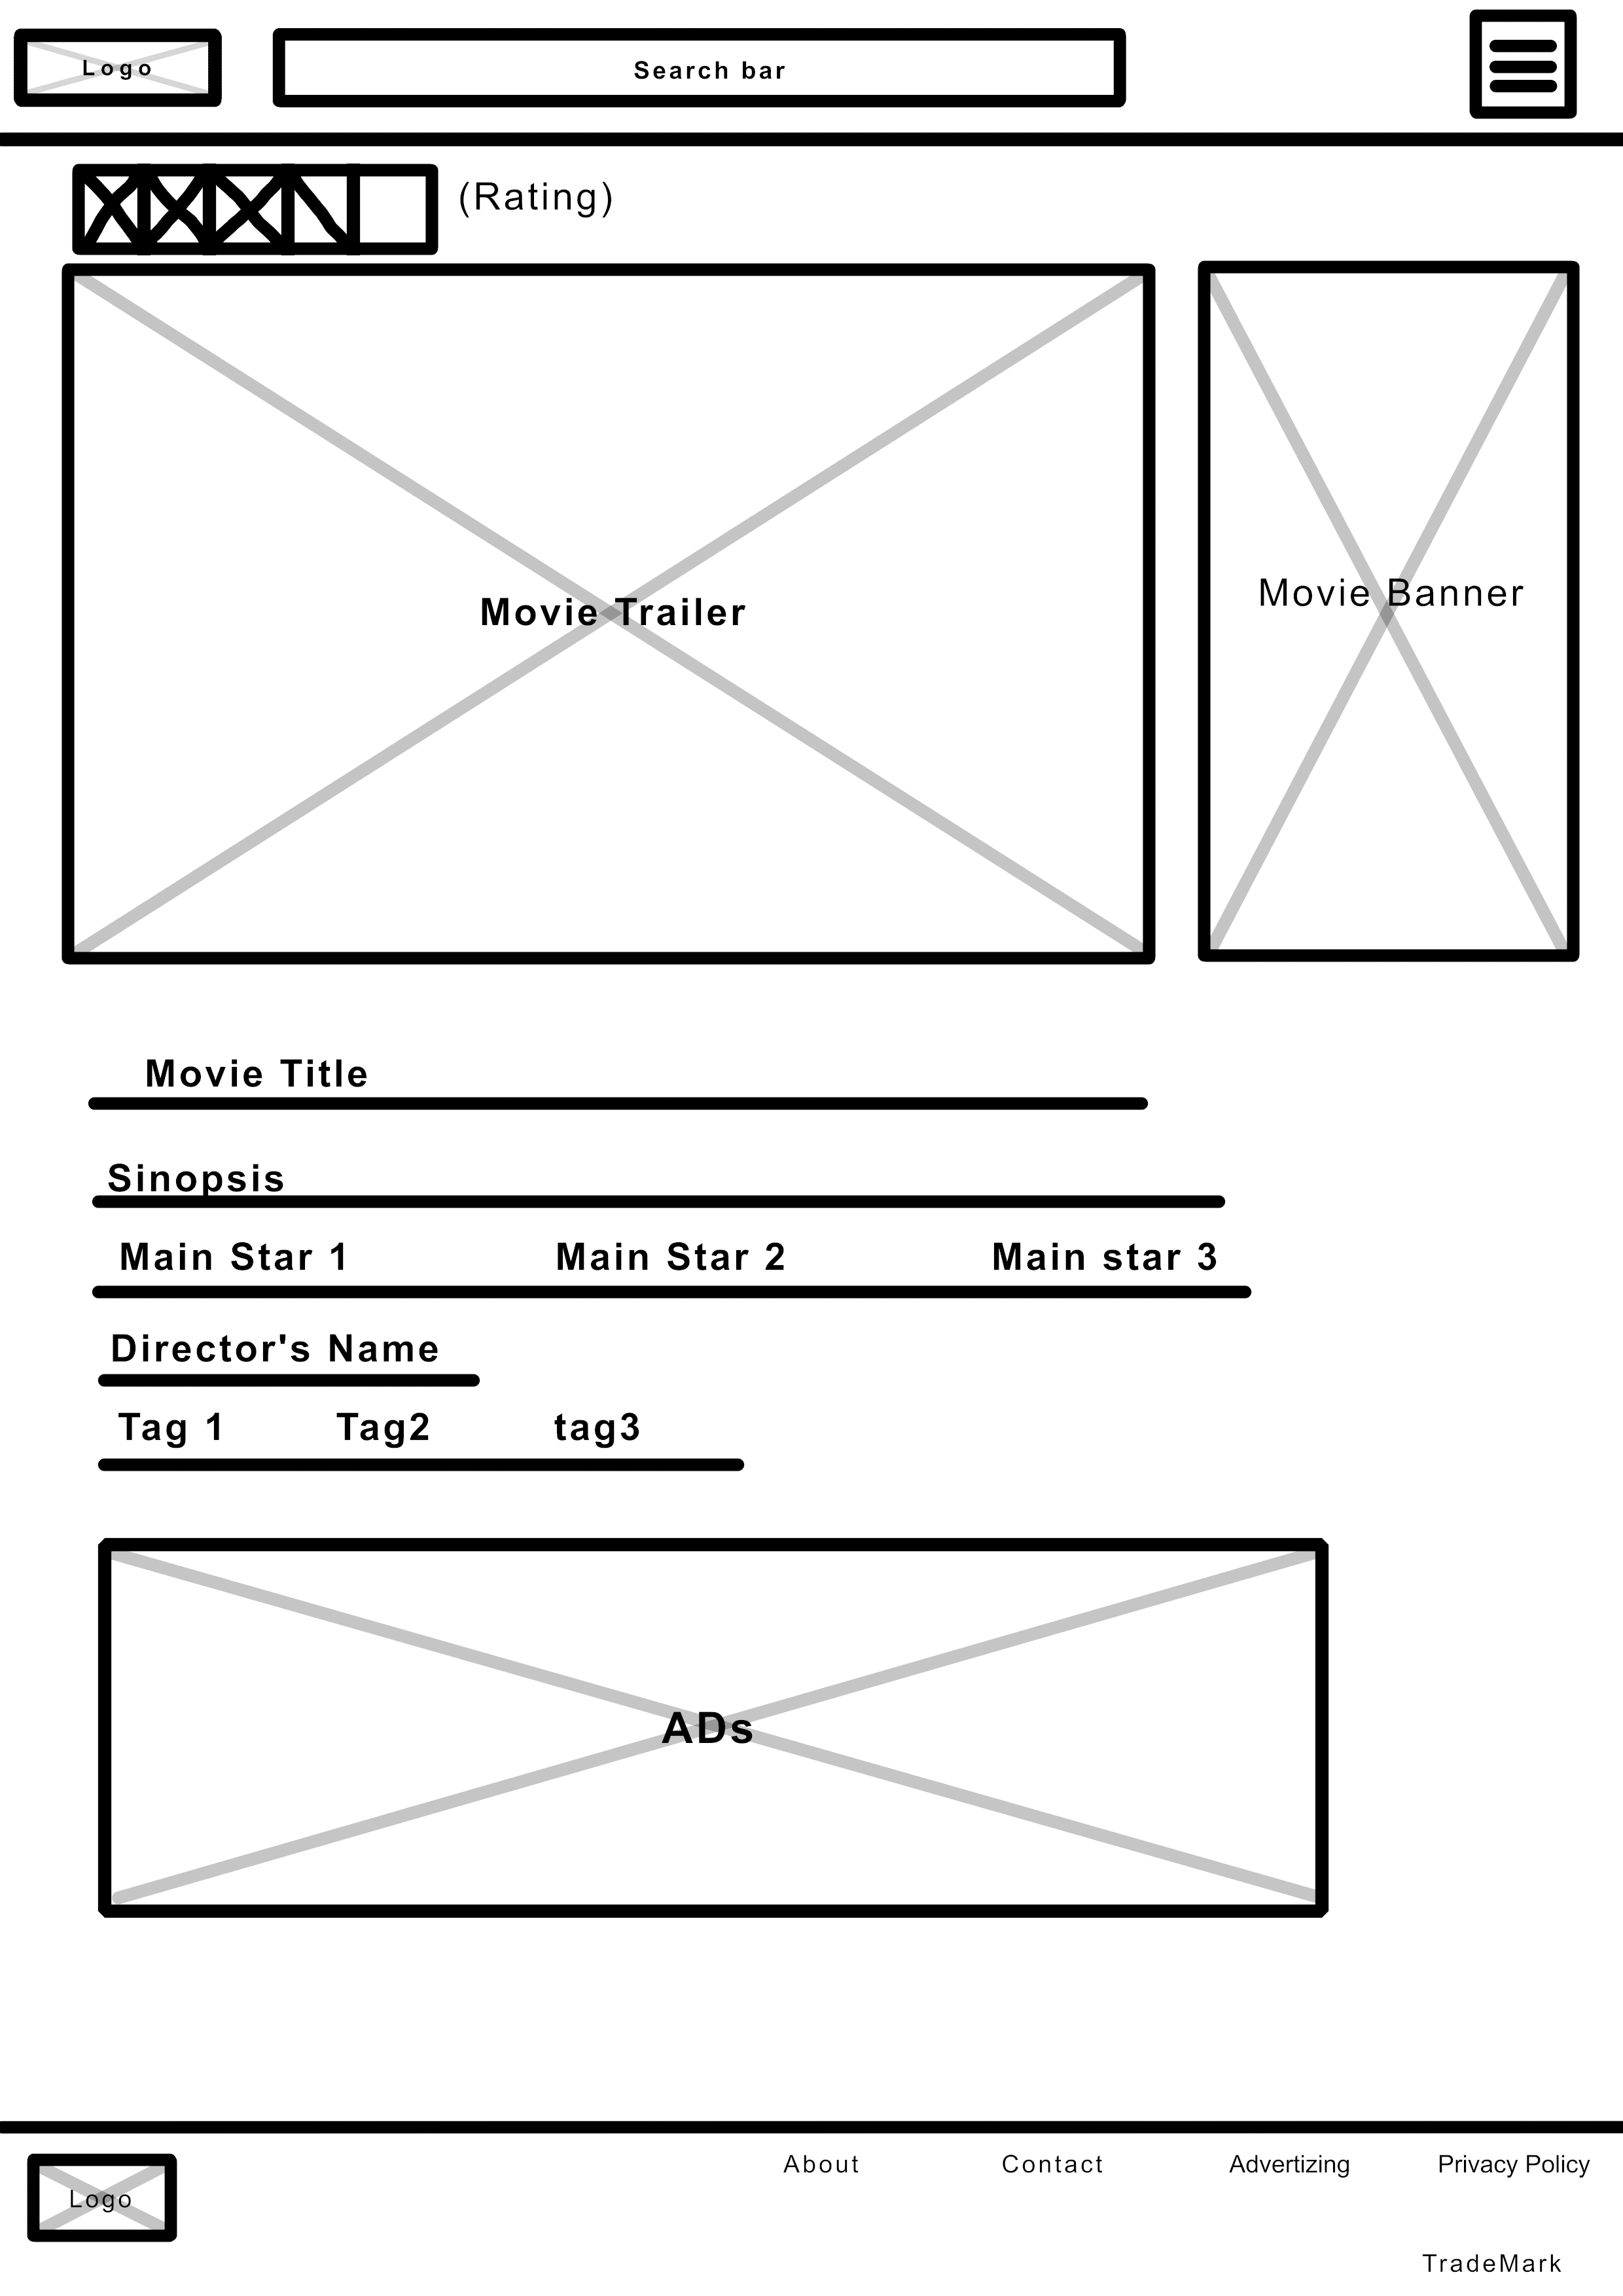 Logo
Search bar
(Rating)
Movie Trailer
Movie Banner
Movie Title
Sinopsis
Main Star 1 Main Star 2 Main star 3
Director's Name
Tag 1 Tag2 tag3
ADs
About Contact Advertizing Privacy Policy
Logo
TradeMark